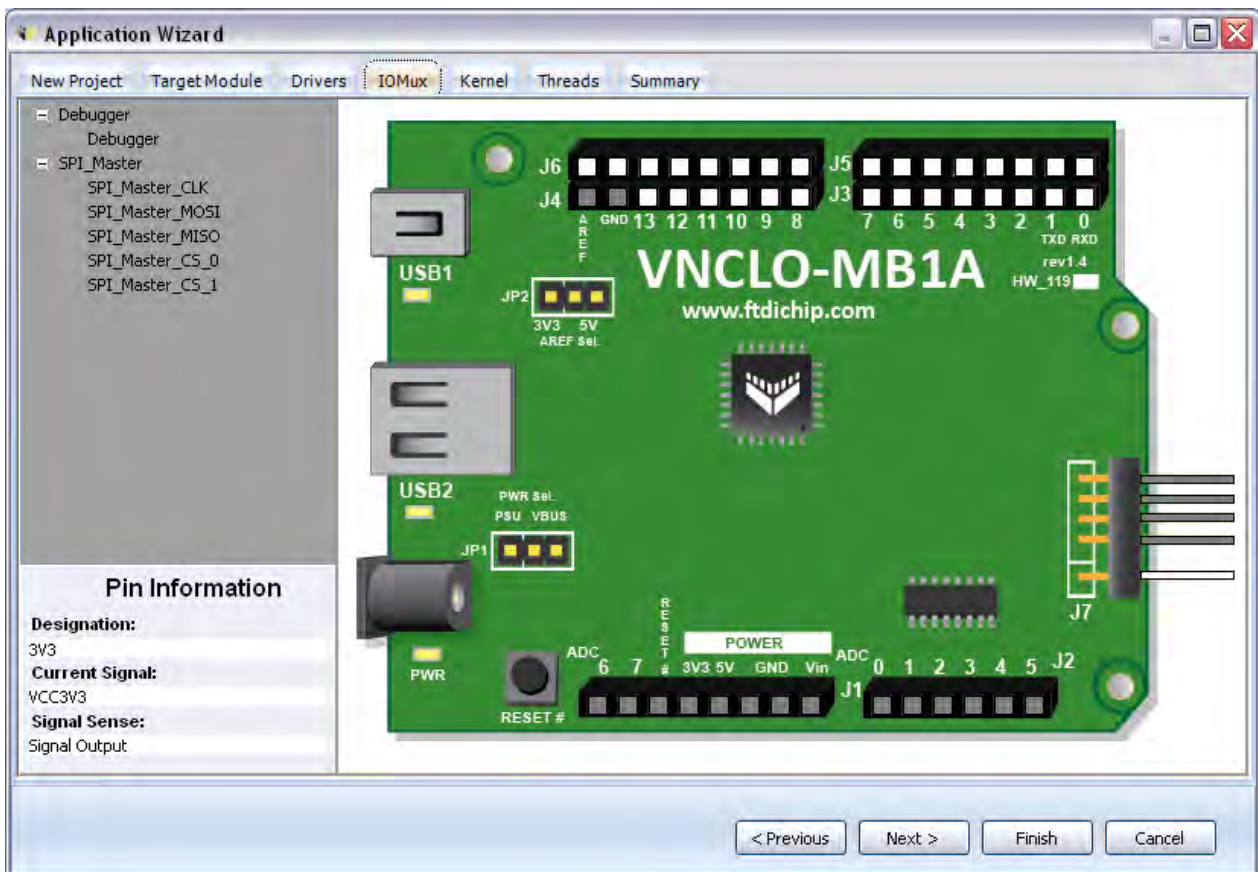 Application Wizard
New Project Target Module Drivers IOMux Kernel Threads Summary
Debugger
Debugger
SPI_Master
SPI_Master_CLK
SPI_Master_MOSI
SPI_Master_MISO
SPI_Master_CS_0
SPI_Master_CS_1
Pin Information
Designation:
3V3
Current Signal:
VCC3V3
Signal Sense:
Signal Output
J6 J5
J4 J3
AREF GND 13 12 11 10 9 8 7 6 5 4 3 2 1 0
TXD RXD
VNCLO-MB1A
rev1.4
HW_119
www.ftdichip.com
USB1
JP2
3V3 5V
AREF Sel.
USB2
PWR Sel.
PSU VBUS
JP1
J7
PWR
RESET #
ADC 6 7 RESET # 3V3 5V GND Vin
POWER
ADC 0 1 2 3 4 5 J2
J1
< Previous Next > Finish Cancel